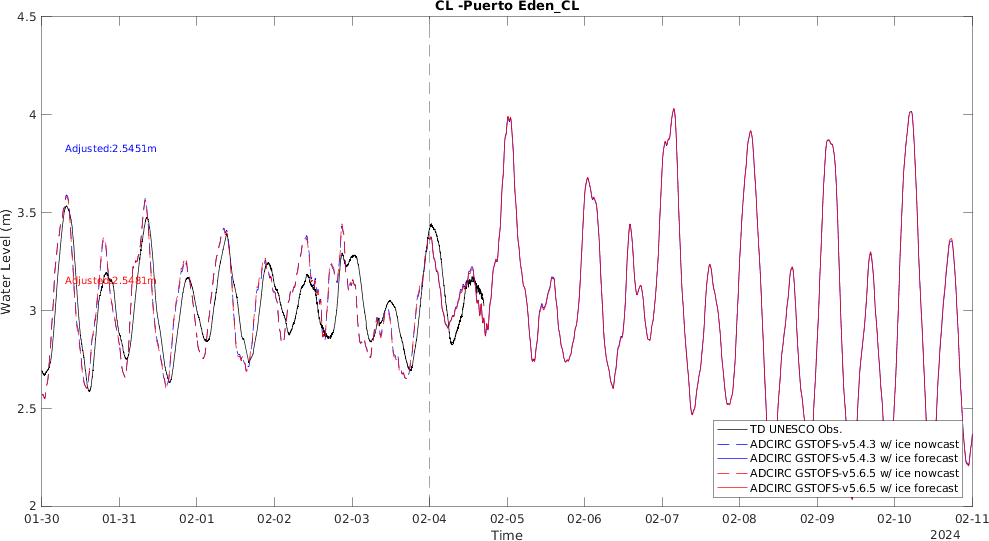 CL -Puerto Eden_CL
4.5
4
3.5
3
2.5
2
Water Level (m)
Adjusted:2.5451m
Adjusted:2.5481m
TD UNESCO Obs.
ADCIRC GSTOFS-v5.4.3 w/ ice nowcast
ADCIRC GSTOFS-v5.4.3 w/ ice forecast
ADCIRC GSTOFS-v5.6.5 w/ ice nowcast
ADCIRC GSTOFS-v5.6.5 w/ ice forecast
01-30 01-31 02-01 02-02 02-03 02-04 02-05 02-06 02-07 02-08 02-09 02-10 02-11
Time
2024